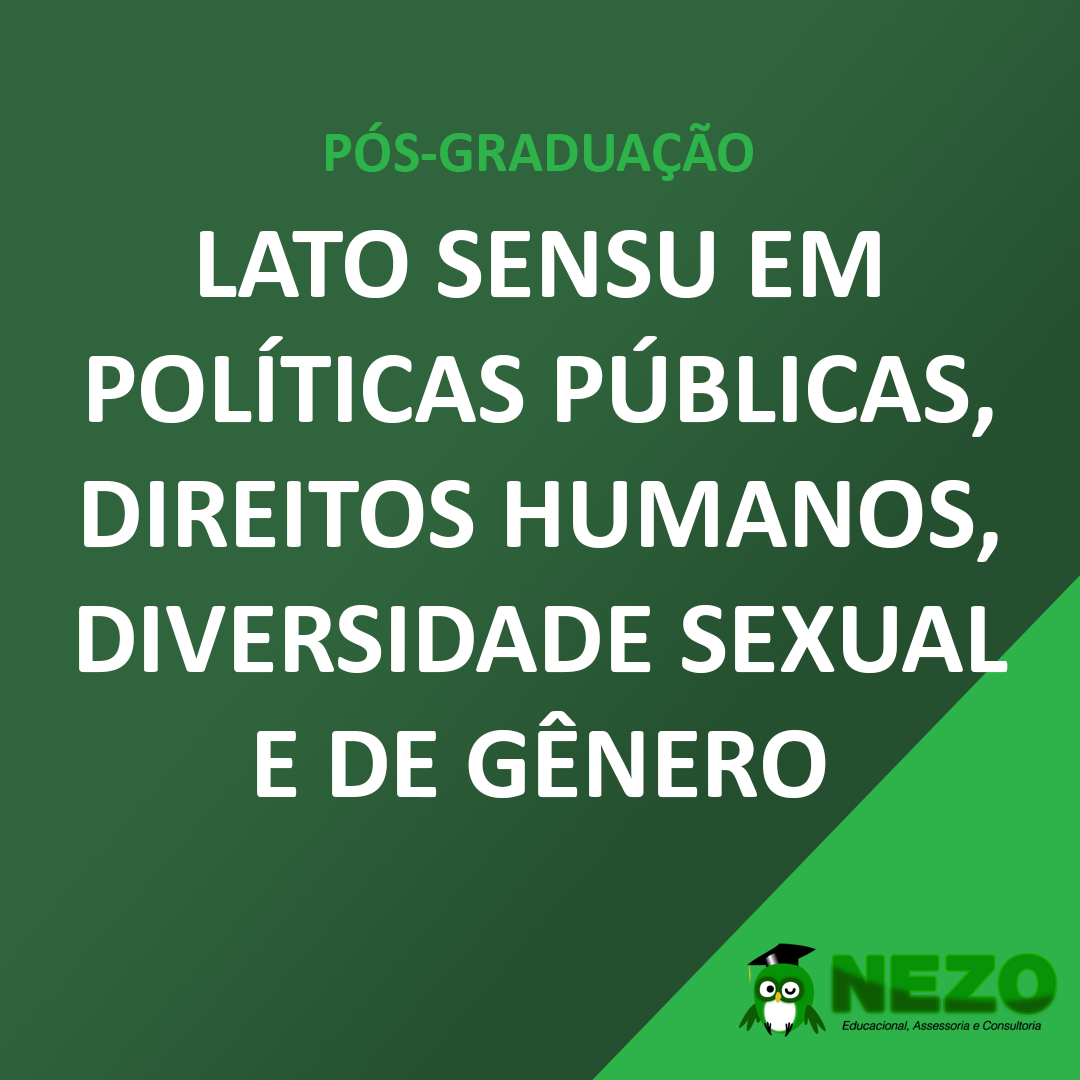 PÓS-GRADUAÇÃO
LATO SENSU EM
POLÍTICAS PÚBLICAS,
DIREITOS HUMANOS,
DIVERSIDADE SEXUAL
E DE GÊNERO
NEZO
Educacional, Assessoria e Consultoria